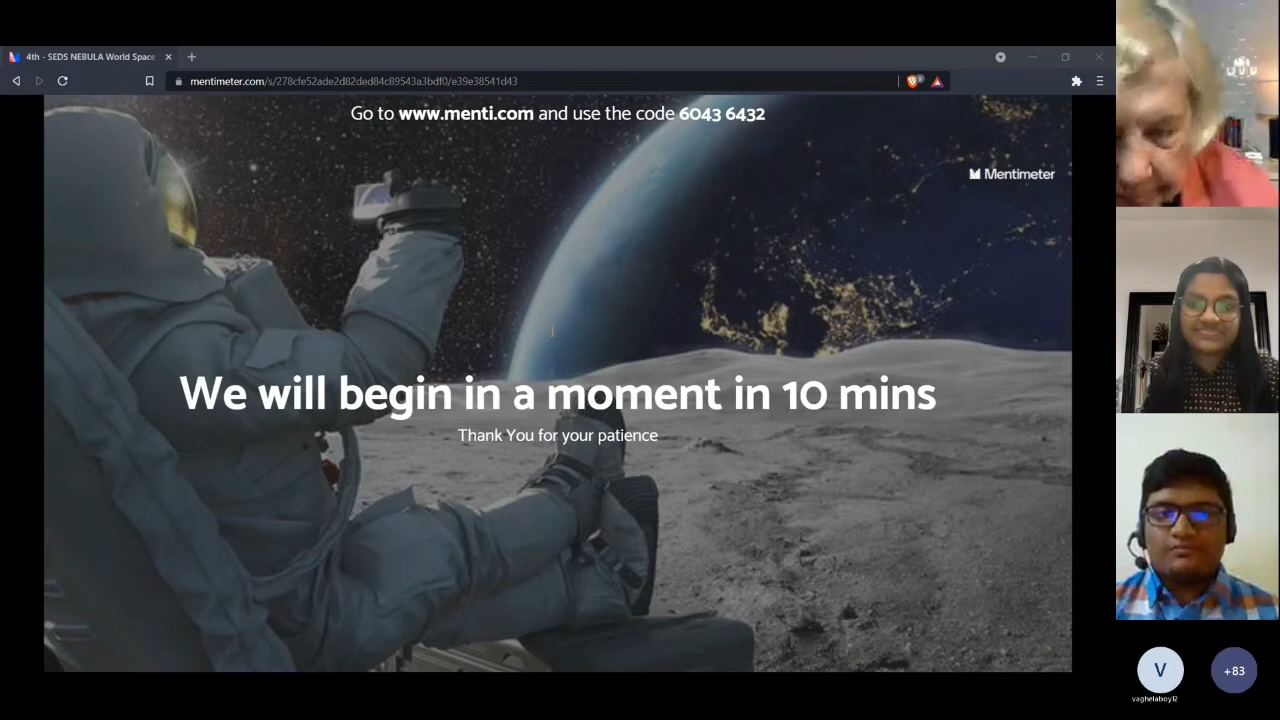 4th - SEDS NEBULA World Space
mentimeter.com/s/278cfe52ade2d82ded84c89543a3bdf0/e39e38541d43
Go to www.menti.com and use the code 6043 6432
Mentimeter
We will begin in a moment in 10 mins
Thank You for your patience
V
+83
vaghelaboy12